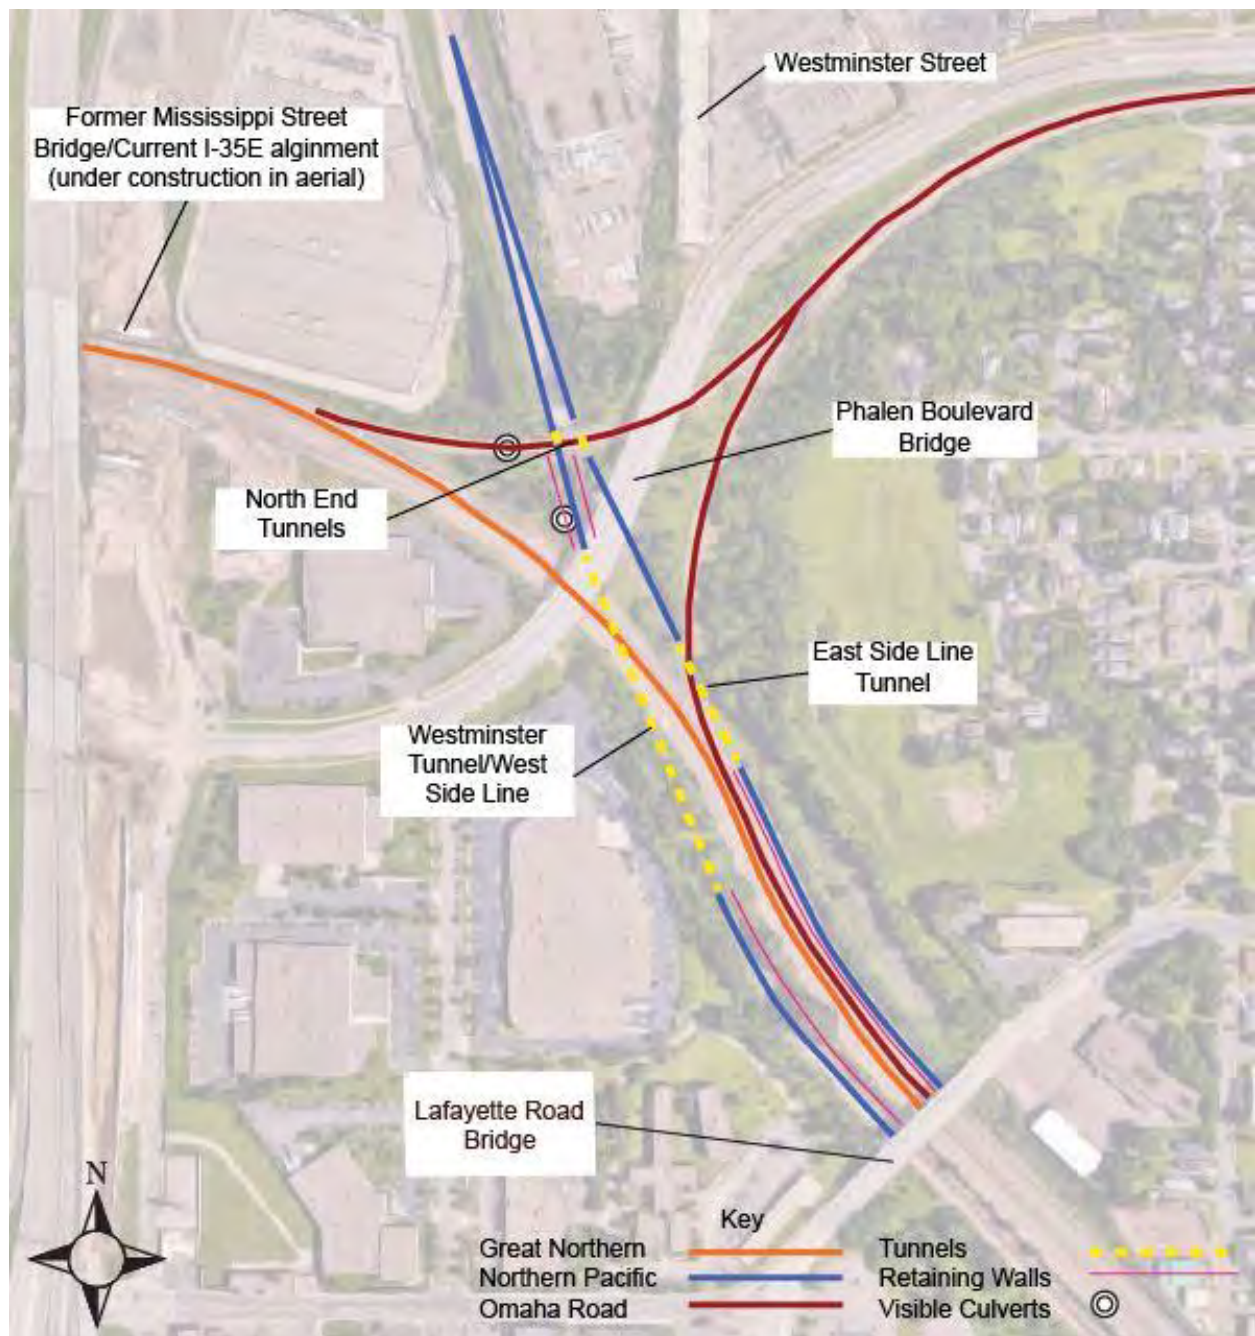 Westminster Street
Former Mississippi Street
Bridge/Current I-35E alginment
(under construction in aerial)
Phalen Boulevard
Bridge
North End
Tunnels
East Side Line
Tunnel
Westminster
Tunnel/West
Side Line
Lafayette Road
Bridge
N
Key
Great Northern
Northern Pacific
Omaha Road
Tunnels
Retaining Walls
Visible Culverts